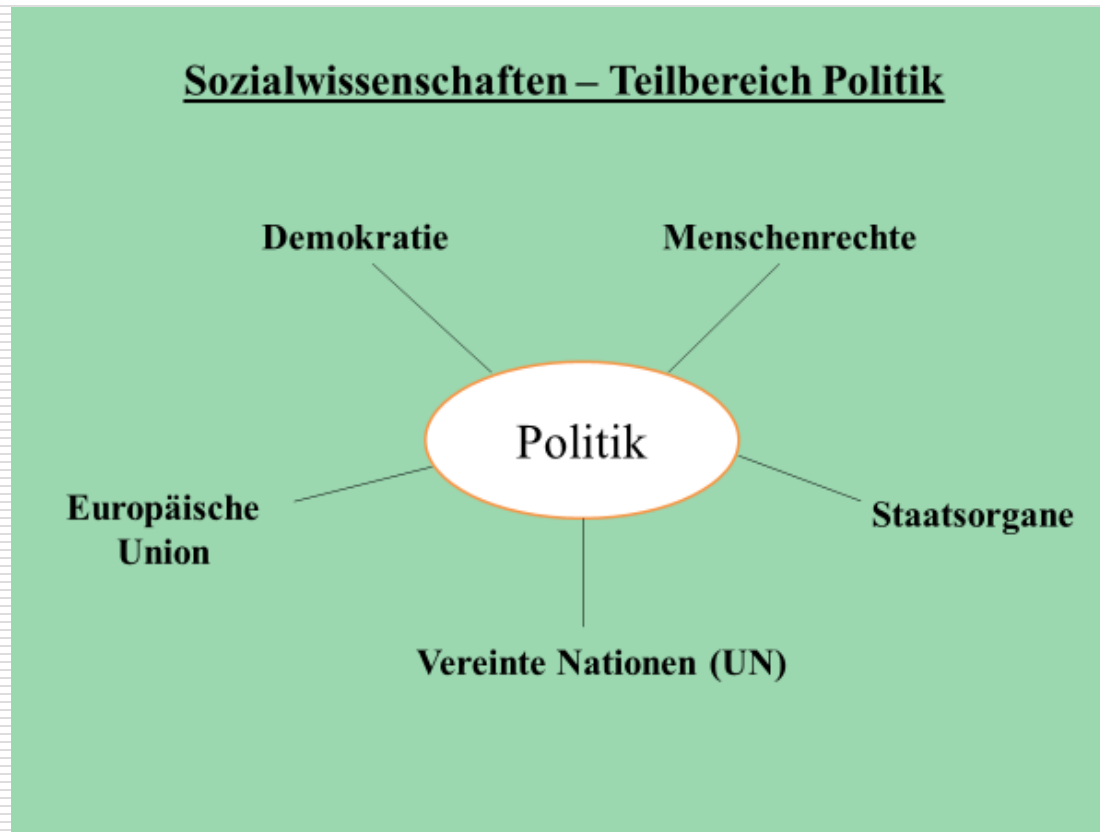 Sozialwissenschaften – Teilbereich Politik
Demokratie
Menschenrechte
Politik
Europäische
Union
Staatsorgane
Vereinte Nationen (UN)